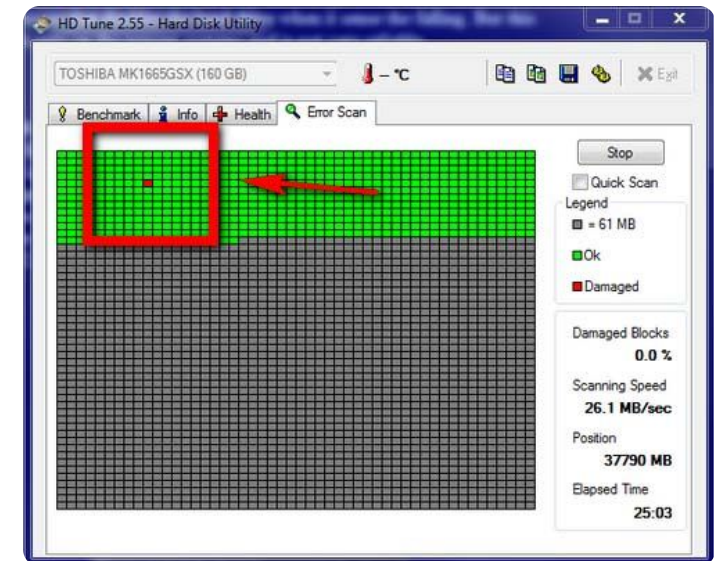 HD Tune 2.55 - Hard Disk Utility
TOSHIBA MK1665GSX (160 GB)
– °C
Exit
Benchmark
Info
Health
Error Scan
Stop
Quick Scan
Legend
= 61 MB
Ok
Damaged
Damaged Blocks
0.0 %
Scanning Speed
26.1 MB/sec
Position
37790 MB
Elapsed Time
25:03